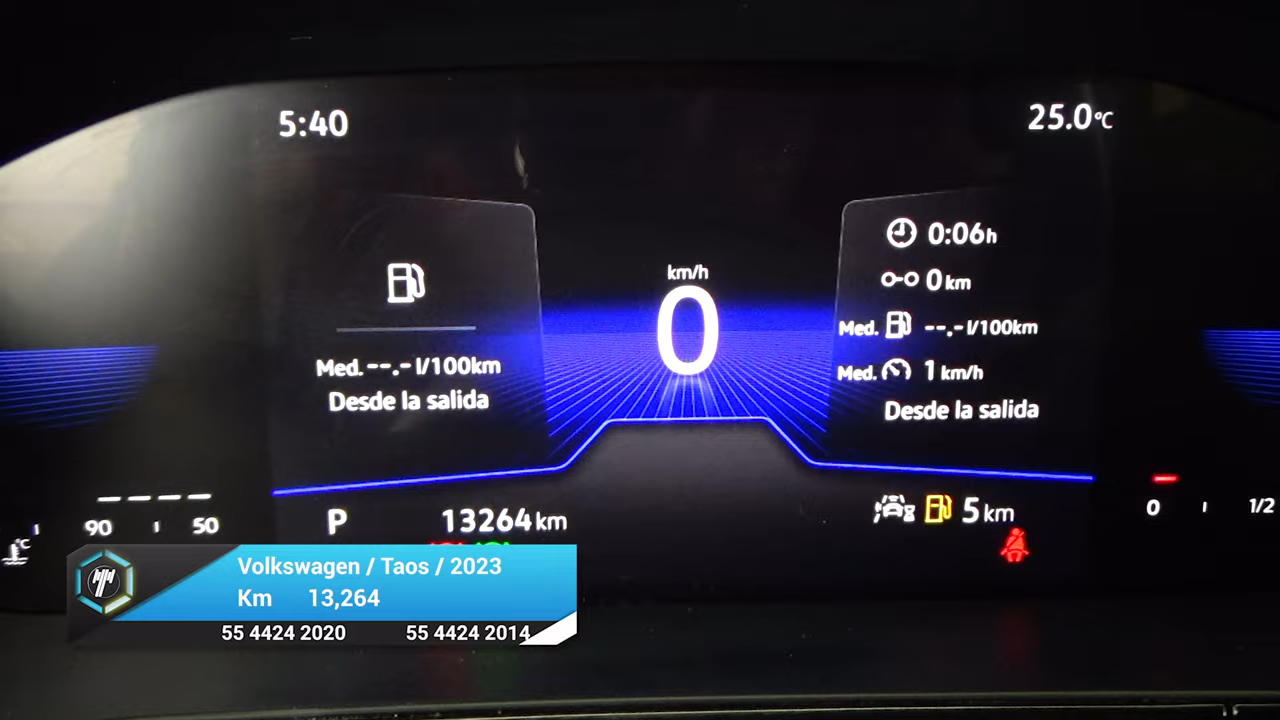 5:40
25.0°C
km/h
0
Med. --.- l/100km
Desde la salida
0:06h
0 km
Med. --.- l/100km
Med. 1 km/h
Desde la salida
90 50
P
13264 km
5 km
0 1/2
°C
Volkswagen / Taos / 2023
Km 13,264
55 4424 2020 55 4424 2014